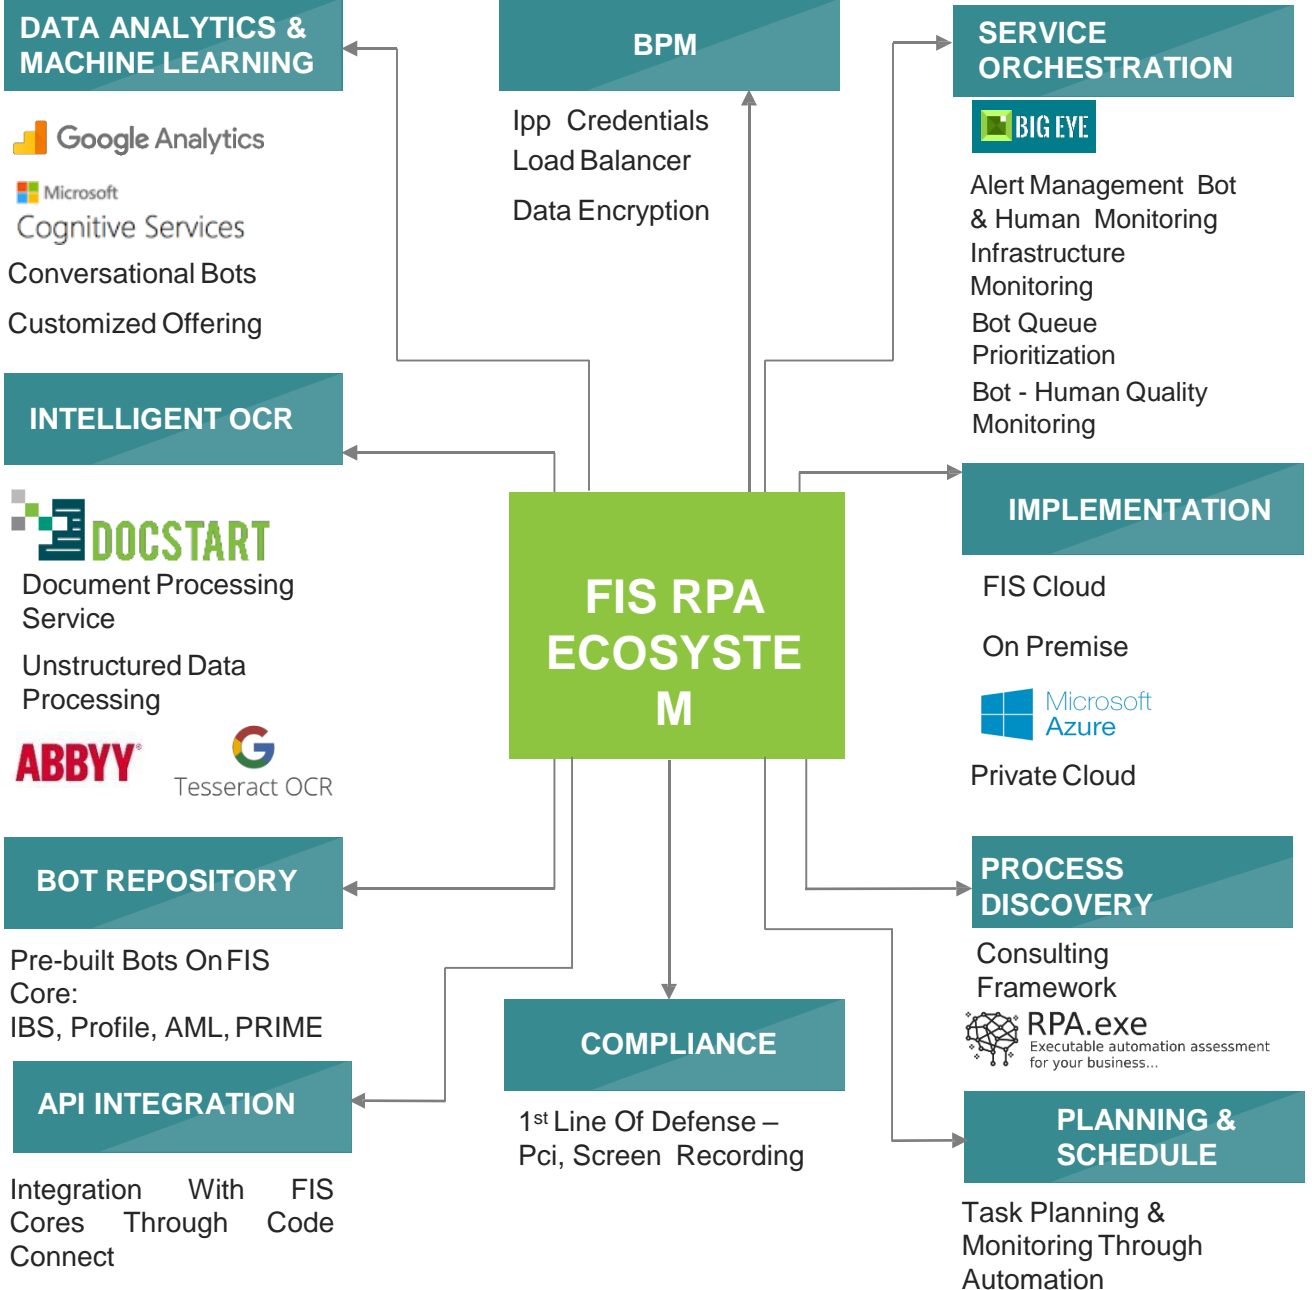 DATA ANALYTICS &
MACHINE LEARNING
Google Analytics
Microsoft
Cognitive Services
Conversational Bots
Customized Offering
INTELLIGENT OCR
DOCSTART
Document Processing
Service
Unstructured Data
Processing
ABBYY®
Tesseract OCR
BOT REPOSITORY
Pre-built Bots On FIS
Core:
IBS, Profile, AML, PRIME
API INTEGRATION
Integration With FIS
Cores Through Code
Connect
BPM
Ipp Credentials
Load Balancer
Data Encryption
FIS RPA
ECOSYSTE
M
COMPLIANCE
1st Line Of Defense –
Pci, Screen Recording
SERVICE
ORCHESTRATION
BIG EYE
Alert Management Bot
& Human Monitoring
Infrastructure
Monitoring
Bot Queue
Prioritization
Bot - Human Quality
Monitoring
IMPLEMENTATION
FIS Cloud
On Premise
Microsoft
Azure
Private Cloud
PROCESS
DISCOVERY
Consulting
Framework
RPA.exe
Executable automation assessment
for your business...
PLANNING &
SCHEDULE
Task Planning &
Monitoring Through
Automation